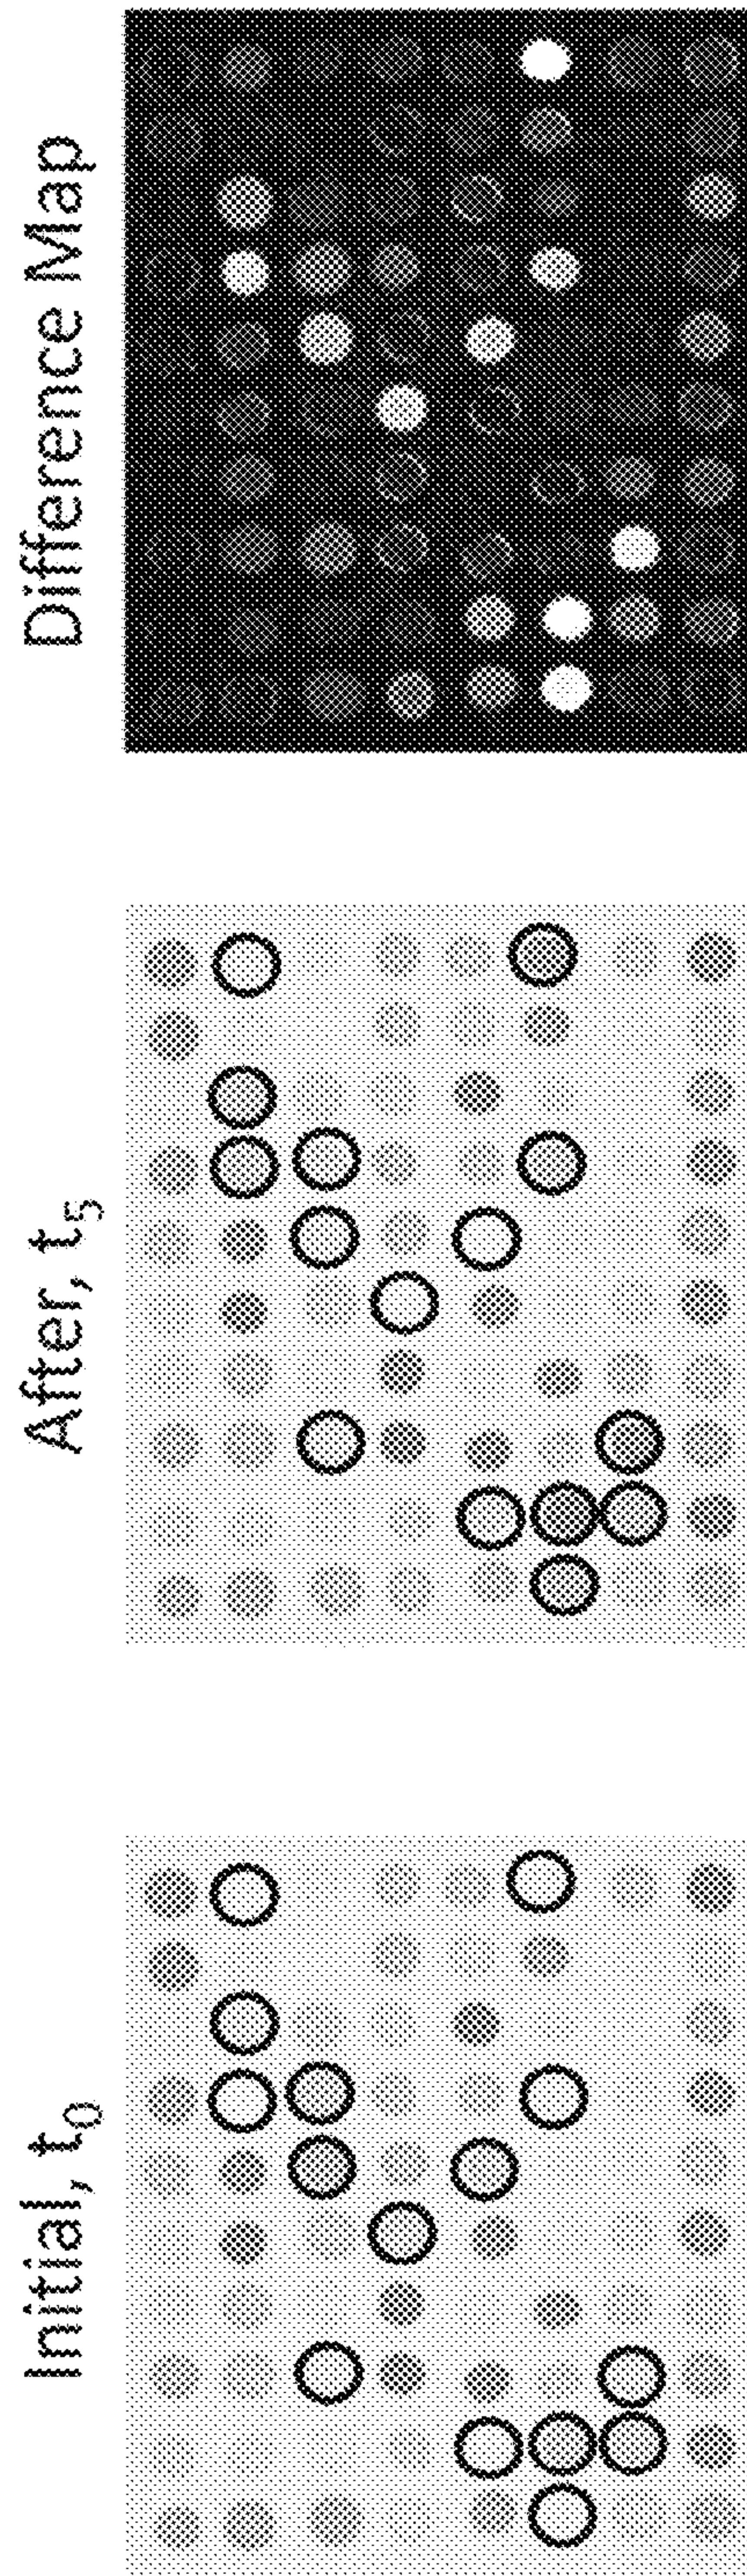 Initial, t₀
After, t₅
Difference Map